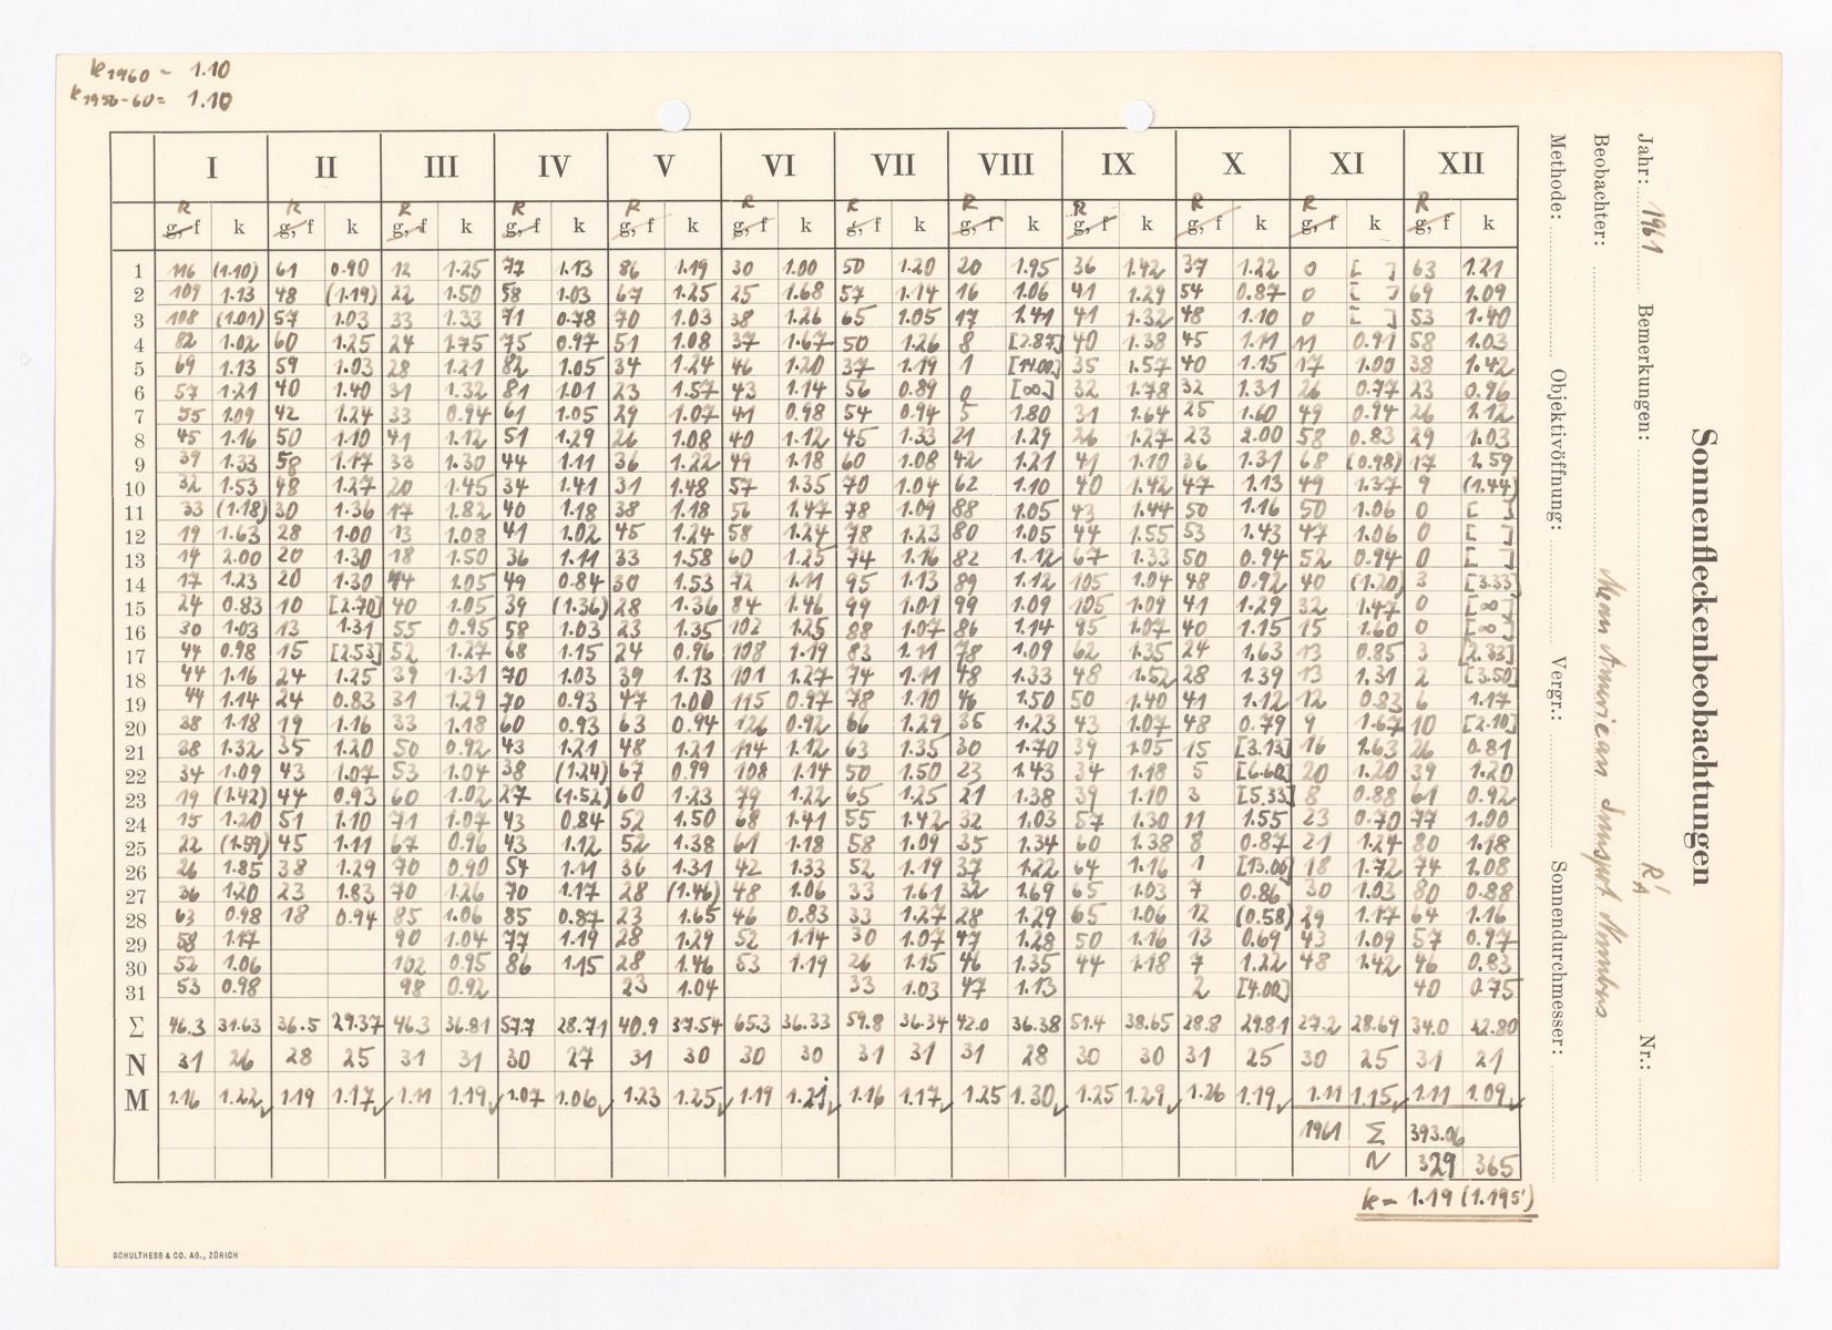 k1960 = 1.10
k1950-60 = 1.10
Sonnenfleckenbeobachtungen
Jahr: 1961 Bemerkungen: R'A Nr.:
Beobachter: Mean American Sunspot Numbers
Methode: Objektivöffnung: Vergr.: Sonnendurchmesser:
I II III IV V VI VII VIII IX X XI XII
R R R R R R R R R R R R
g, f k g, f k g, f k g, f k g, f k g, f k g, f k g, f k g, f k g, f k g, f k g, f k
1 116 (1.10) 61 0.90 12 1.25 77 1.13 86 1.19 30 1.00 50 1.20 20 1.95 36 1.42 37 1.22 0 [ ] 63 1.21
2 109 1.13 48 (1.19) 22 1.50 58 1.03 67 1.25 25 1.68 57 1.14 16 1.06 41 1.29 54 0.87 0 [ ] 69 1.09
3 108 (1.01) 57 1.03 33 1.33 71 0.78 70 1.03 38 1.26 65 1.05 17 1.41 41 1.32 48 1.10 0 [ ] 53 1.40
4 82 1.02 60 1.25 24 1.75 75 0.97 51 1.08 37 1.67 50 1.26 8 [2.87] 40 1.38 45 1.11 11 0.91 58 1.03
5 69 1.13 59 1.03 28 1.21 82 1.05 34 1.24 46 1.20 37 1.19 1 [14.00] 35 1.57 40 1.15 17 1.00 38 1.42
6 57 1.21 40 1.40 31 1.32 81 1.01 23 1.57 43 1.14 56 0.89 0 [∞] 32 1.78 32 1.31 26 0.77 23 0.96
7 55 1.09 42 1.24 33 0.94 61 1.05 29 1.07 41 0.98 54 0.94 5 1.80 31 1.64 25 1.60 49 0.94 26 1.12
8 45 1.16 50 1.10 41 1.12 51 1.29 26 1.08 40 1.12 45 1.33 21 1.29 26 1.27 23 2.00 58 0.83 29 1.03
9 39 1.33 58 1.17 33 1.30 44 1.11 36 1.22 49 1.18 60 1.08 42 1.21 41 1.10 36 1.31 68 (0.98) 17 1.59
10 32 1.53 48 1.27 20 1.45 34 1.41 31 1.48 57 1.35 70 1.04 62 1.10 40 1.42 47 1.13 49 1.37 9 (1.44)
11 33 (1.18) 30 1.36 17 1.82 40 1.18 38 1.18 56 1.47 78 1.09 88 1.05 43 1.44 50 1.16 50 1.06 0 [ ]
12 19 1.63 28 1.00 13 1.08 41 1.02 45 1.24 58 1.24 78 1.23 80 1.05 44 1.55 53 1.43 47 1.06 0 [ ]
13 14 2.00 20 1.30 18 1.50 36 1.11 33 1.58 60 1.25 74 1.16 82 1.12 67 1.33 50 0.94 52 0.94 0 [ ]
14 17 1.23 20 1.30 44 1.05 49 0.84 30 1.53 72 1.11 95 1.13 89 1.12 105 1.04 48 0.92 40 (1.20) 3 [3.33]
15 24 0.83 10 [2.70] 40 1.05 39 (1.36) 28 1.36 84 1.46 99 1.01 99 1.09 105 1.09 41 1.29 32 1.47 0 [∞]
16 30 1.03 13 1.31 55 0.95 58 1.03 23 1.35 102 1.25 88 1.07 86 1.14 95 1.07 40 1.15 15 1.60 0 [∞]
17 44 0.98 15 [2.53] 52 1.27 68 1.15 24 0.96 108 1.19 83 1.11 78 1.09 62 1.35 24 1.63 13 0.85 3 [2.33]
18 44 1.16 24 1.25 39 1.31 70 1.03 39 1.13 101 1.27 74 1.11 48 1.33 48 1.52 28 1.39 13 1.31 2 [3.50]
19 44 1.14 24 0.83 31 1.29 70 0.93 47 1.00 115 0.97 78 1.10 46 1.50 50 1.40 41 1.12 12 0.83 6 1.17
20 38 1.18 19 1.16 33 1.18 60 0.93 63 0.94 126 0.92 66 1.29 35 1.23 43 1.07 48 0.79 9 1.67 10 [2.10]
21 38 1.32 35 1.20 50 0.92 43 1.21 48 1.21 114 1.12 63 1.35 30 1.70 39 1.05 15 [3.13] 16 1.63 26 0.81
22 34 1.09 43 1.07 53 1.04 38 (1.24) 67 0.99 108 1.14 50 1.50 23 1.43 34 1.18 5 [6.60] 20 1.20 39 1.20
23 19 (1.42) 44 0.93 60 1.02 27 (1.52) 60 1.23 79 1.22 65 1.25 21 1.38 39 1.10 3 [5.33] 8 0.88 61 0.92
24 15 1.20 51 1.10 71 1.07 43 0.84 52 1.50 68 1.41 55 1.42 32 1.03 57 1.30 11 1.55 23 0.70 77 1.00
25 22 (1.59) 45 1.11 67 0.96 43 1.12 52 1.38 61 1.18 58 1.09 35 1.34 60 1.38 8 0.87 21 1.24 80 1.18
26 26 1.85 38 1.29 70 0.90 54 1.11 36 1.31 42 1.33 52 1.19 37 1.22 64 1.16 1 [13.00] 18 1.72 74 1.08
27 36 1.20 23 1.83 70 1.26 70 1.17 28 (1.46) 48 1.06 33 1.61 32 1.69 65 1.03 7 0.86 30 1.03 80 0.88
28 63 0.98 18 0.94 85 1.06 85 0.87 23 1.65 46 0.83 33 1.27 28 1.29 65 1.06 12 (0.58) 29 1.17 64 1.16
29 58 1.17 90 1.04 77 1.19 28 1.29 52 1.14 30 1.07 47 1.28 50 1.16 13 0.69 43 1.09 57 0.97
30 52 1.06 102 0.95 86 1.15 28 1.46 53 1.19 26 1.15 46 1.35 44 1.18 7 1.22 48 1.42 46 0.83
31 53 0.98 98 0.92 23 1.04 33 1.03 47 1.13 2 [4.00] 40 0.75
Σ 46.3 31.63 36.5 29.37 46.3 36.81 57.7 28.71 40.9 37.54 65.3 36.33 59.8 36.34 42.0 36.38 51.4 38.65 28.8 29.81 27.2 28.69 34.0 22.80
N 31 26 28 25 31 31 30 27 31 30 30 30 31 31 31 28 30 30 31 25 30 25 31 21
M 1.16 1.22✓ 1.19 1.17✓ 1.11 1.19✓ 1.07 1.06✓ 1.23 1.25✓ 1.19 1.21✓ 1.16 1.17✓ 1.25 1.30✓ 1.25 1.29✓ 1.26 1.19✓ 1.11 1.15✓ 1.11 1.09✓
1961 Σ 393.06
N 329 365
k = 1.19 (1.195')
SCHULTHESS & CO. AG., ZÜRICH